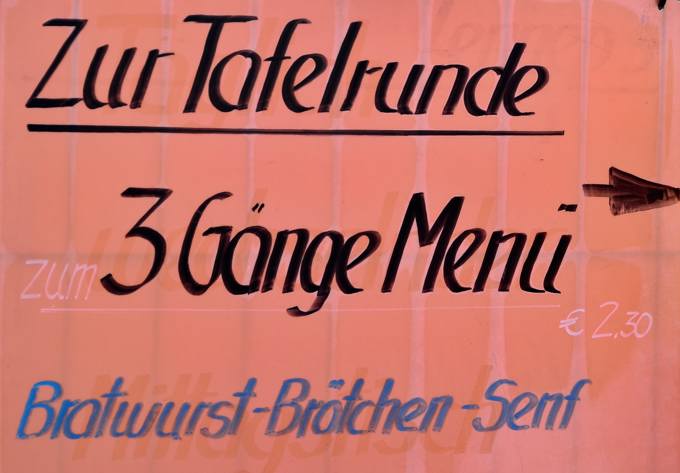 Zur Tafelrunde
3 Gänge Menü
zum
€ 2,30
Bratwurst-Brötchen-Senf